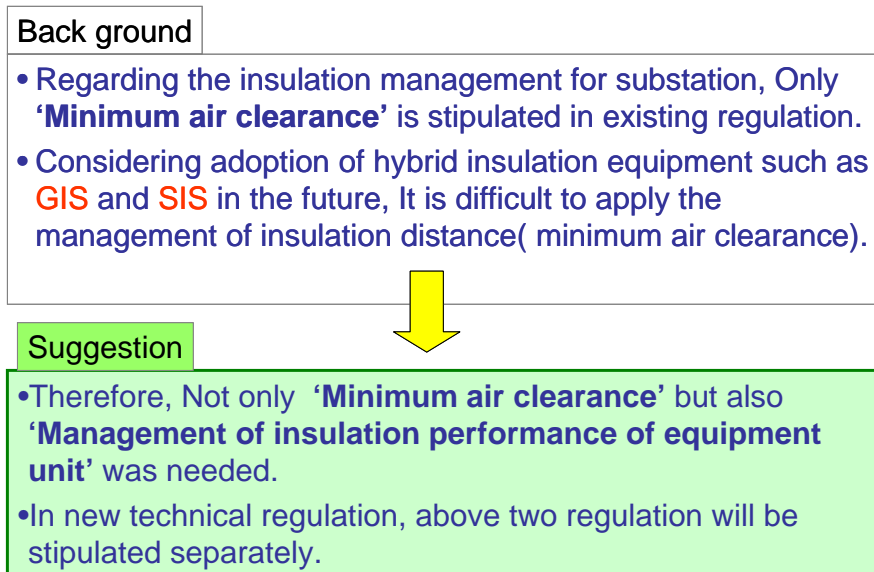 Back ground
• Regarding the insulation management for substation, Only
‘Minimum air clearance’ is stipulated in existing regulation.
• Considering adoption of hybrid insulation equipment such as
GIS and SIS in the future, It is difficult to apply the
management of insulation distance( minimum air clearance).
Suggestion
•Therefore, Not only ‘Minimum air clearance’ but also
‘Management of insulation performance of equipment
unit’ was needed.
•In new technical regulation, above two regulation will be
stipulated separately.